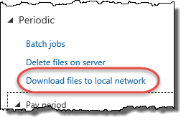 Periodic
Batch jobs
Delete files on server
Download files to local network
Pay period